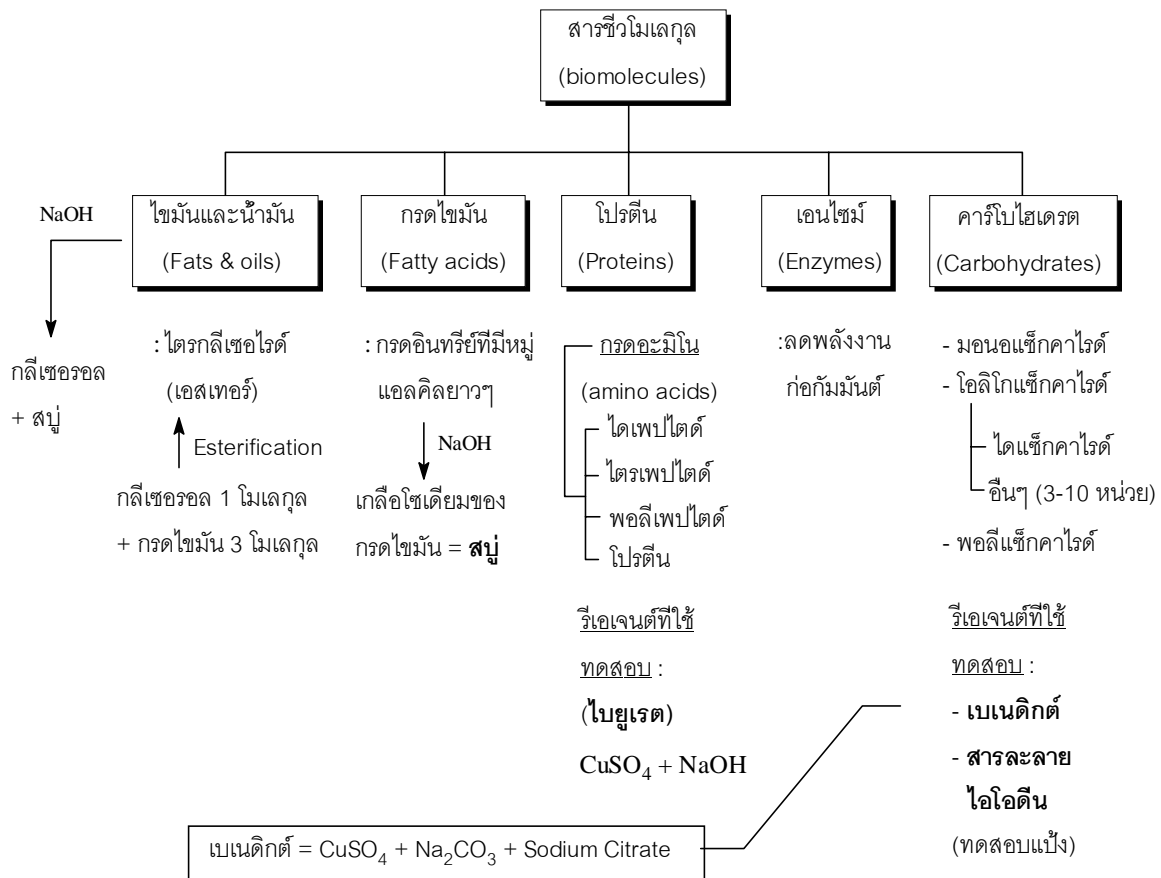 สารชีวโมเลกุล
(biomolecules)
NaOH
ไขมันและน้ำมัน
(Fats & oils)
กรดไขมัน
(Fatty acids)
โปรตีน
(Proteins)
เอนไซม์
(Enzymes)
คาร์โบไฮเดรต
(Carbohydrates)
กลีเซอรอล
+ สบู่
: ไตรกลีเซอไรด์
(เอสเทอร์)
Esterification
กลีเซอรอล 1 โมเลกุล
+ กรดไขมัน 3 โมเลกุล
: กรดอินทรีย์ที่มีหมู่
แอลคิลยาวๆ
NaOH
เกลือโซเดียมของ
กรดไขมัน = สบู่
กรดอะมิโน
(amino acids)
ไดเพปไตด์
ไตรเพปไตด์
พอลีเพปไตด์
โปรตีน
รีเอเจนต์ที่ใช้
ทดสอบ :
(ไบยูเรต)
CuSO₄ + NaOH
:ลดพลังงาน
ก่อกัมมันต์
- มอนอแซ็กคาไรด์
- โอลิโกแซ็กคาไรด์
ไดแซ็กคาไรด์
อื่นๆ (3-10 หน่วย)
- พอลีแซ็กคาไรด์
รีเอเจนต์ที่ใช้
ทดสอบ :
- เบเนดิกต์
- สารละลาย
ไอโอดีน
(ทดสอบแป้ง)
เบเนดิกต์ = CuSO₄ + Na₂CO₃ + Sodium Citrate